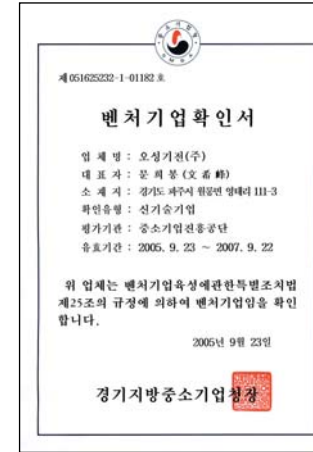 제 051625232-1-01182 호
벤처기업확인서
업 체 명 : 오성기전(주)
대 표 자 : 문 희 봉 (文 希 峰)
소 재 지 : 경기도 파주시 월롱면 영태리 111-3
확인유형 : 신기술기업
평가기관 : 중소기업진흥공단
유효기간 : 2005. 9. 23 ~ 2007. 9. 22
위 업체는 벤처기업육성에관한특별조치법
제25조의 규정에 의하여 벤처기업임을 확인
합니다.
2005년 9월 23일
경기지방중소기업청장